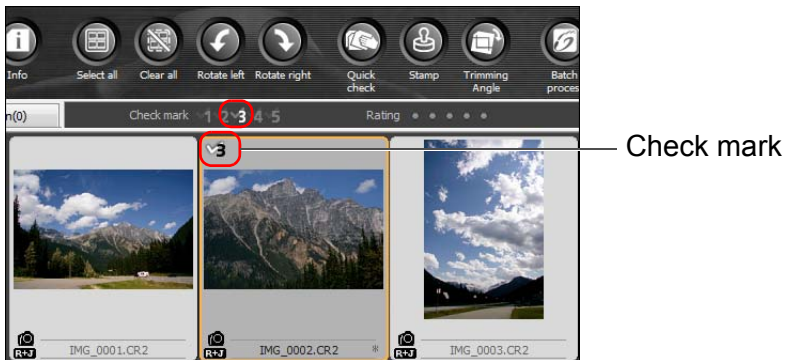 Info Select all Clear all Rotate left Rotate right Quick check Stamp Trimming Angle Batch proces
n(0) Check mark 1 2 3 4 5 Rating
3
Check mark
R+J IMG_0001.CR2 R+J IMG_0002.CR2 * R+J IMG_0003.CR2